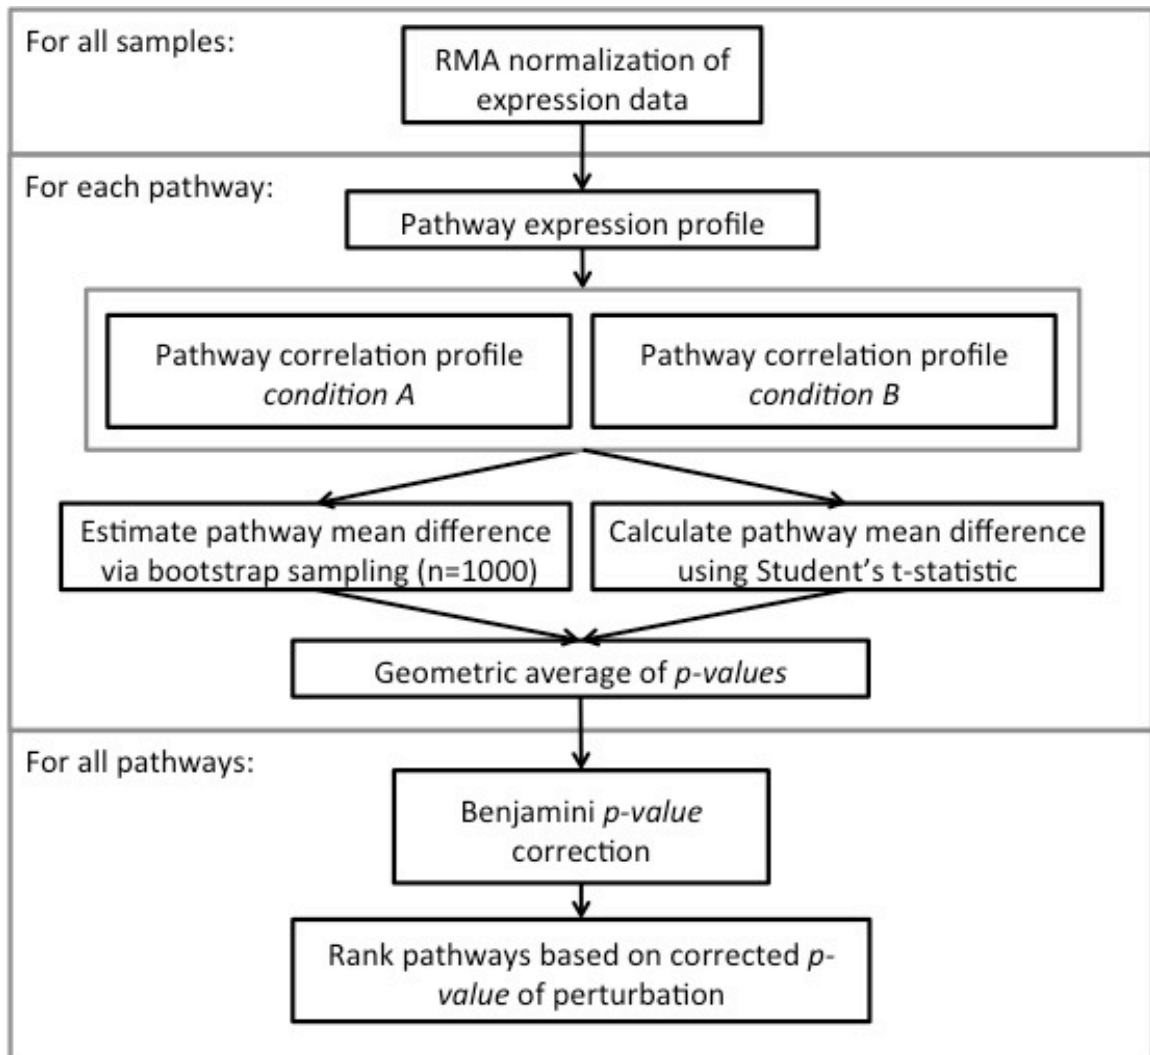 For all samples:
RMA normalization of
expression data
For each pathway:
Pathway expression profile
Pathway correlation profile
condition A
Pathway correlation profile
condition B
Estimate pathway mean difference
via bootstrap sampling (n=1000)
Calculate pathway mean difference
using Student’s t-statistic
Geometric average of p-values
For all pathways:
Benjamini p-value
correction
Rank pathways based on corrected p-
value of perturbation